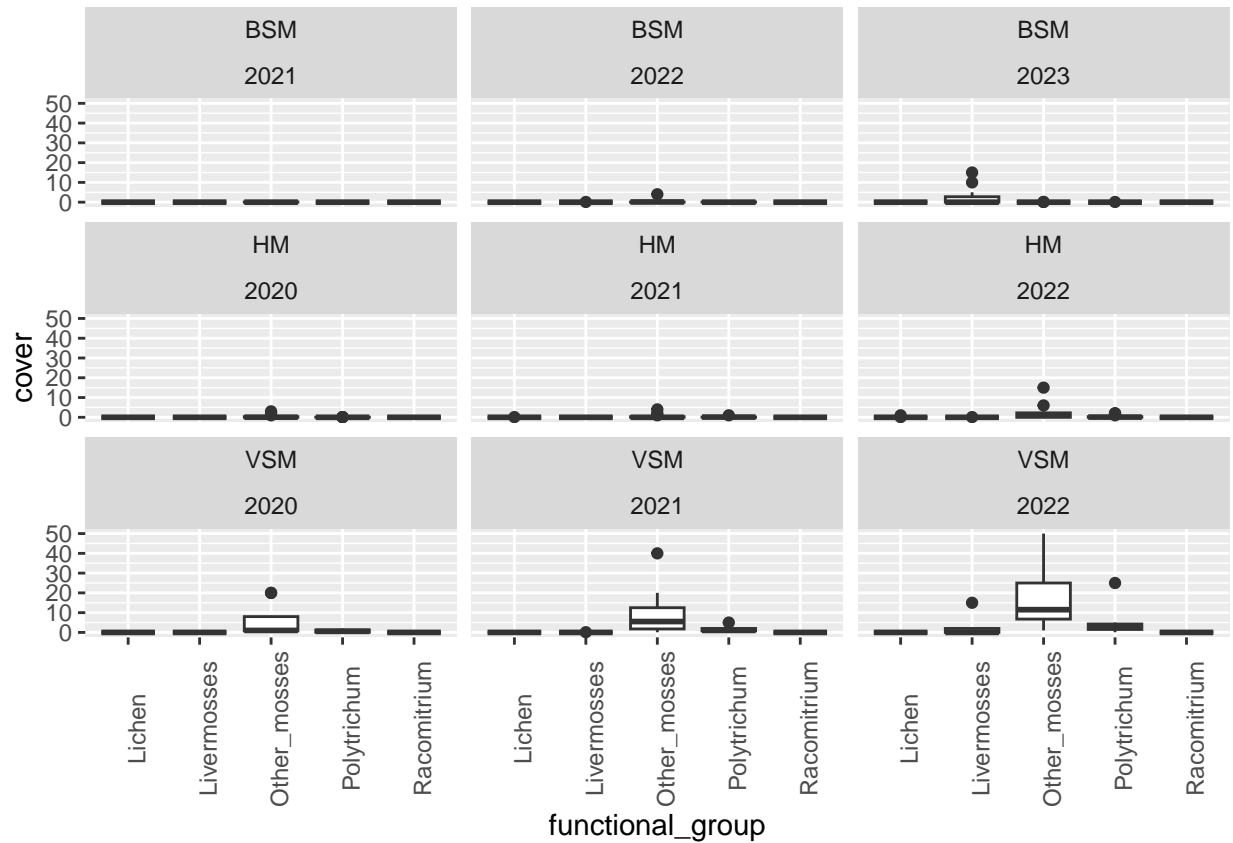 BSM
2021
BSM
2022
BSM
2023
50
40
30
20
10
0
HM
2020
HM
2021
HM
2022
50
40
30
20
10
0
VSM
2020
VSM
2021
VSM
2022
50
40
30
20
10
0
cover
Lichen
Livermosses
Other_mosses
Polytrichum
Racomitrium
Lichen
Livermosses
Other_mosses
Polytrichum
Racomitrium
Lichen
Livermosses
Other_mosses
Polytrichum
Racomitrium
functional_group